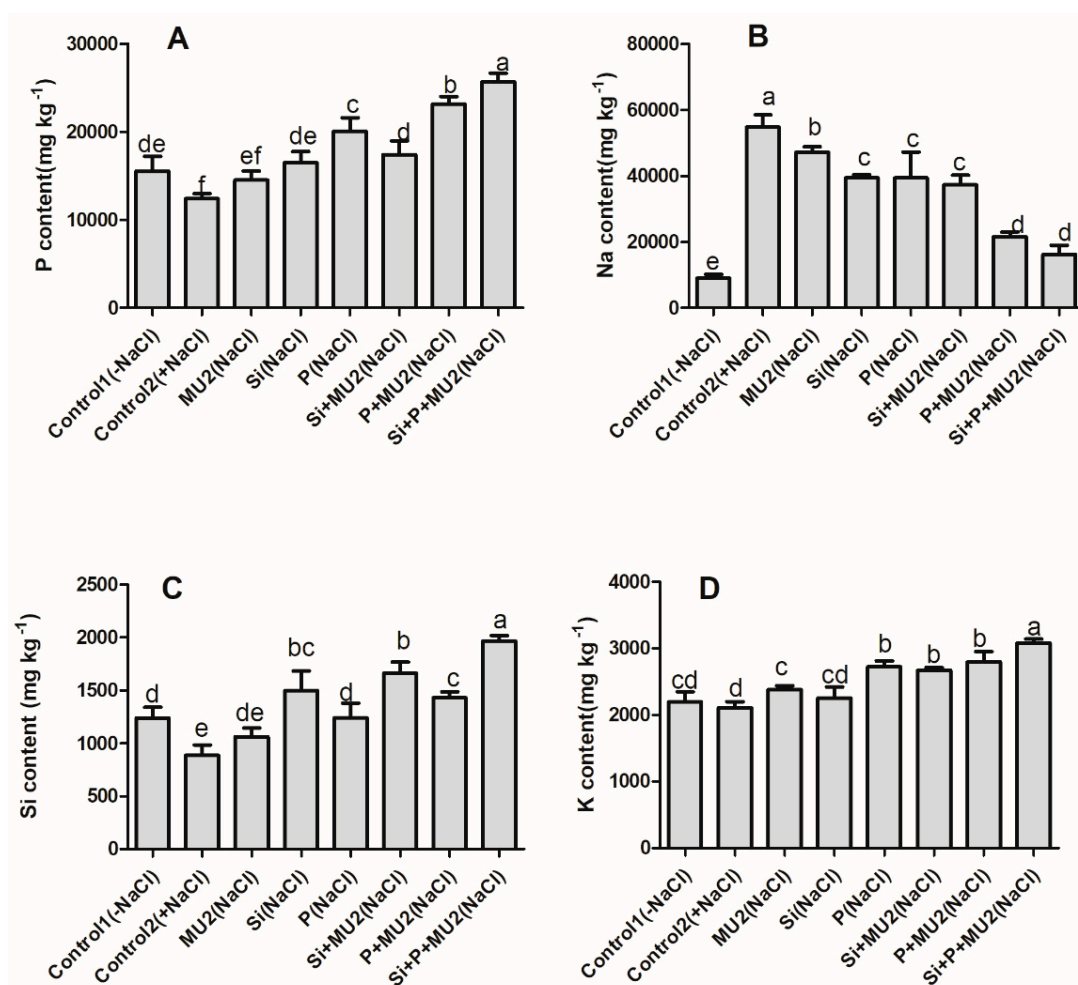 A
P content(mg kg⁻¹)
30000
20000
10000
0
de
f
ef
de
c
d
b
a
Control1(-NaCl)
Control2(+NaCl)
MU2(NaCl)
Si(NaCl)
P(NaCl)
Si+MU2(NaCl)
P+MU2(NaCl)
Si+P+MU2(NaCl)
B
Na content(mg kg⁻¹)
80000
60000
40000
20000
0
e
a
b
c
c
c
d
d
Control1(-NaCl)
Control2(+NaCl)
MU2(NaCl)
Si(NaCl)
P(NaCl)
Si+MU2(NaCl)
P+MU2(NaCl)
Si+P+MU2(NaCl)
C
Si content (mg kg⁻¹)
2500
2000
1500
1000
500
0
d
e
de
bc
d
b
c
a
Control1(-NaCl)
Control2(+NaCl)
MU2(NaCl)
Si(NaCl)
P(NaCl)
Si+MU2(NaCl)
P+MU2(NaCl)
Si+P+MU2(NaCl)
D
K content(mg kg⁻¹)
4000
3000
2000
1000
0
cd
d
c
cd
b
b
b
a
Control1(-NaCl)
Control2(+NaCl)
MU2(NaCl)
Si(NaCl)
P(NaCl)
Si+MU2(NaCl)
P+MU2(NaCl)
Si+P+MU2(NaCl)